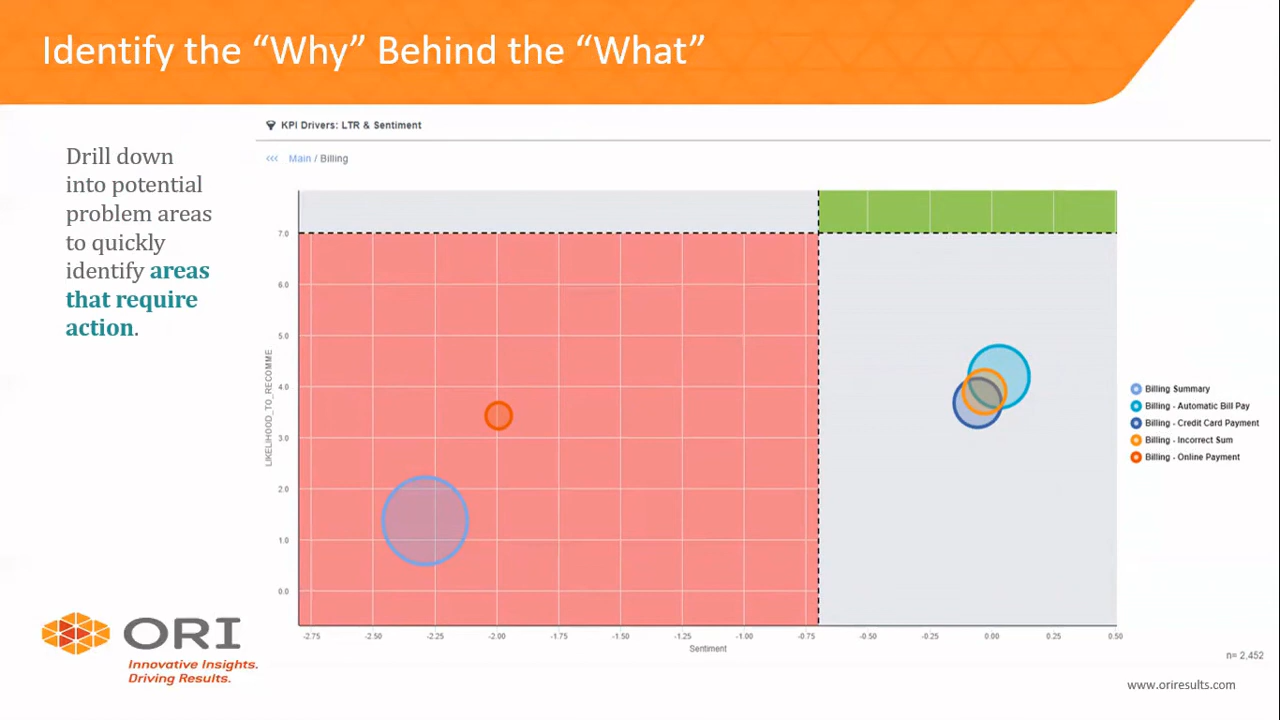 Identify the “Why” Behind the “What”
Drill down
into potential
problem areas
to quickly
identify areas
that require
action.
KPI Drivers: LTR & Sentiment
‹‹‹ Main / Billing
LIKELIHOOD_TO_RECOMME
7.0
6.0
5.0
4.0
3.0
2.0
1.0
0.0
-2.75 -2.50 -2.25 -2.00 -1.75 -1.50 -1.25 -1.00 -0.75 -0.50 -0.25 0.00 0.25 0.50
Sentiment
Billing Summary
Billing - Automatic Bill Pay
Billing - Credit Card Payment
Billing - Incorrect Sum
Billing - Online Payment
n= 2,452
ORI
Innovative Insights.
Driving Results.
www.oriresults.com